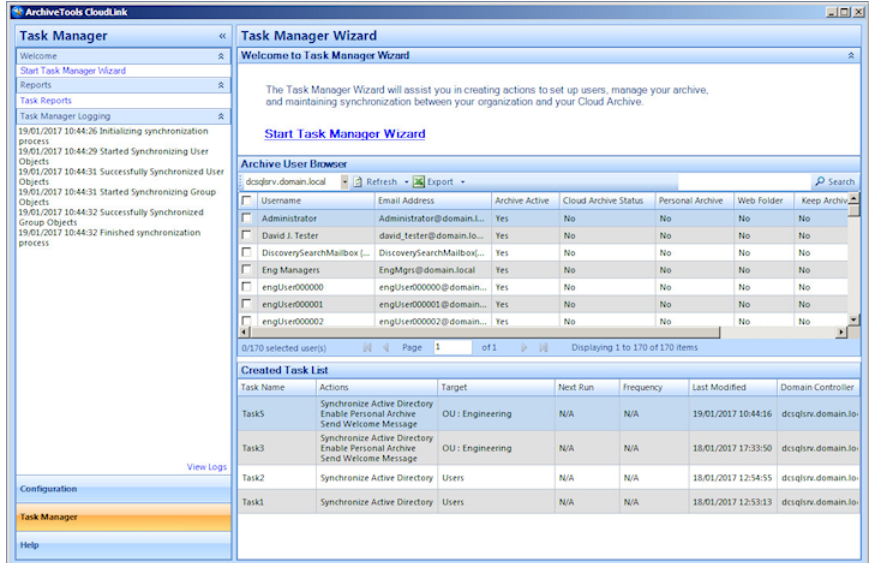 ArchiveTools CloudLink
Task Manager «
Welcome
Start Task Manager Wizard
Reports
Task Reports
Task Manager Logging
19/01/2017 10:44:26 Initializing synchronization
process
19/01/2017 10:44:29 Started Synchronizing User
Objects
19/01/2017 10:44:31 Successfully Synchronized User
Objects
19/01/2017 10:44:31 Started Synchronizing Group
Objects
19/01/2017 10:44:32 Successfully Synchronized
Group Objects
19/01/2017 10:44:32 Finished synchronization
process
View Logs
Configuration
Task Manager
Help
Task Manager Wizard
Welcome to Task Manager Wizard
The Task Manager Wizard will assist you in creating actions to set up users, manage your archive,
and maintaining synchronization between your organization and your Cloud Archive.
Start Task Manager Wizard
Archive User Browser
dcsqlsrv.domain.local Refresh Export Search
Username Email Address Archive Active Cloud Archive Status Personal Archive Web Folder Keep Archiv
Administrator Administrator@domain.l... Yes No No No No
David J. Tester david_tester@domain.lo... Yes No No No No
DiscoverySearchMailbox {... DiscoverySearchMailbox{... Yes No No No No
Eng Managers EngMgrs@domain.local Yes No No No No
engUser000000 engUser000000@domain... Yes No No No No
engUser000001 engUser000001@domain... Yes No No No No
engUser000002 engUser000002@domain... Yes No No No No
0/170 selected user(s) Page 1 of 1 Displaying 1 to 170 of 170 items
Created Task List
Task Name Actions Target Next Run Frequency Last Modified Domain Controller
Synchronize Active Directory
Task5 Enable Personal Archive OU : Engineering N/A N/A 19/01/2017 10:44:16 dcsqlsrv.domain.lo
Send Welcome Message
Synchronize Active Directory
Task3 Enable Personal Archive OU : Engineering N/A N/A 18/01/2017 17:33:50 dcsqlsrv.domain.lo
Send Welcome Message
Task2 Synchronize Active Directory Users N/A N/A 18/01/2017 12:54:55 dcsqlsrv.domain.lo
Task1 Synchronize Active Directory Users N/A N/A 18/01/2017 12:53:13 dcsqlsrv.domain.lo